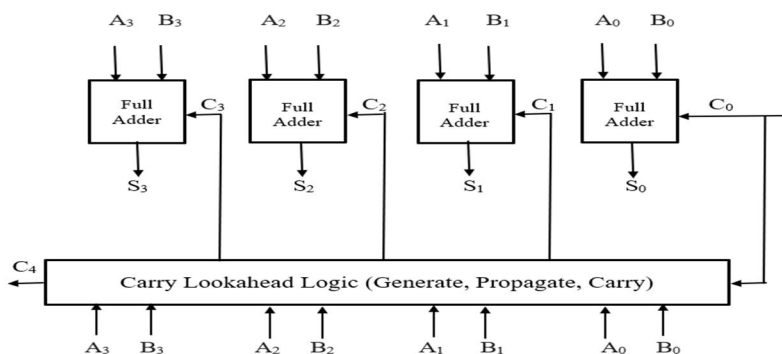 A₃ B₃ A₂ B₂ A₁ B₁ A₀ B₀
Full Adder C₃ Full Adder C₂ Full Adder C₁ Full Adder C₀
S₃ S₂ S₁ S₀
C₄
Carry Lookahead Logic (Generate, Propagate, Carry)
A₃ B₃ A₂ B₂ A₁ B₁ A₀ B₀